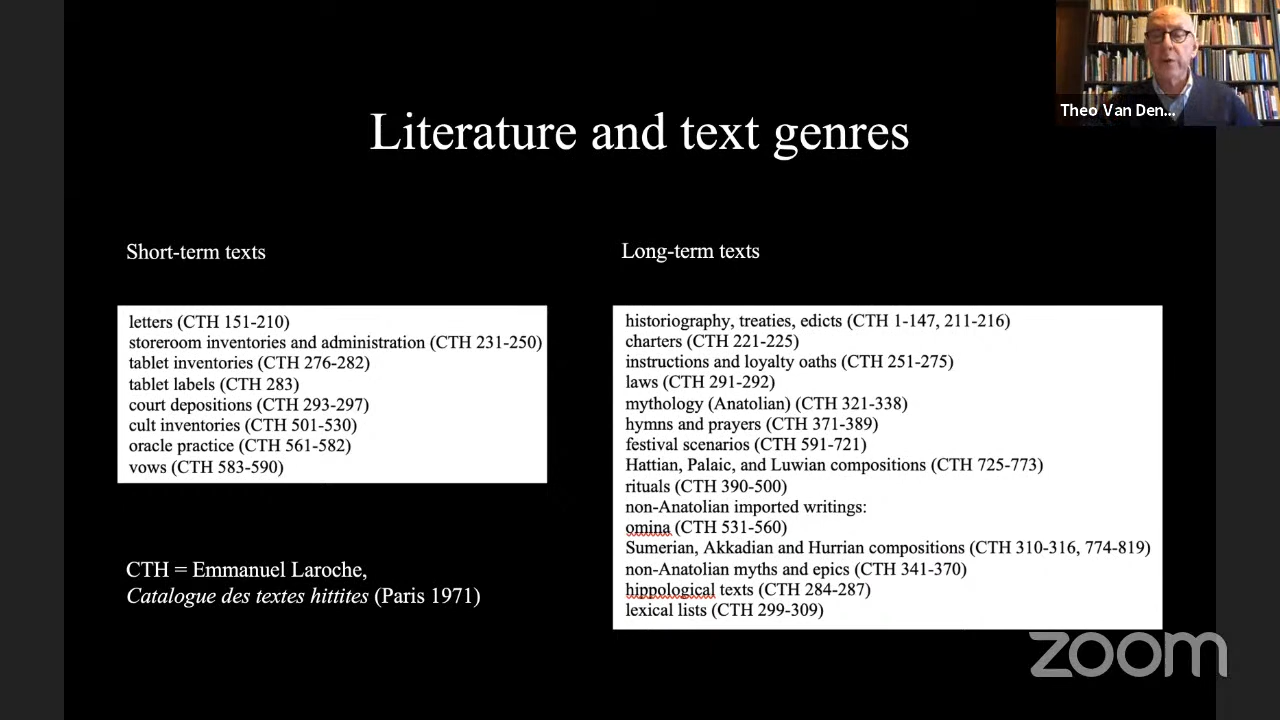 Theo Van Den...
Literature and text genres
Short-term texts
letters (CTH 151-210)
storeroom inventories and administration (CTH 231-250)
tablet inventories (CTH 276-282)
tablet labels (CTH 283)
court depositions (CTH 293-297)
cult inventories (CTH 501-530)
oracle practice (CTH 561-582)
vows (CTH 583-590)
CTH = Emmanuel Laroche,
Catalogue des textes hittites (Paris 1971)
Long-term texts
historiography, treaties, edicts (CTH 1-147, 211-216)
charters (CTH 221-225)
instructions and loyalty oaths (CTH 251-275)
laws (CTH 291-292)
mythology (Anatolian) (CTH 321-338)
hymns and prayers (CTH 371-389)
festival scenarios (CTH 591-721)
Hattian, Palaic, and Luwian compositions (CTH 725-773)
rituals (CTH 390-500)
non-Anatolian imported writings:
omina (CTH 531-560)
Sumerian, Akkadian and Hurrian compositions (CTH 310-316, 774-819)
non-Anatolian myths and epics (CTH 341-370)
hippological texts (CTH 284-287)
lexical lists (CTH 299-309)
zoom